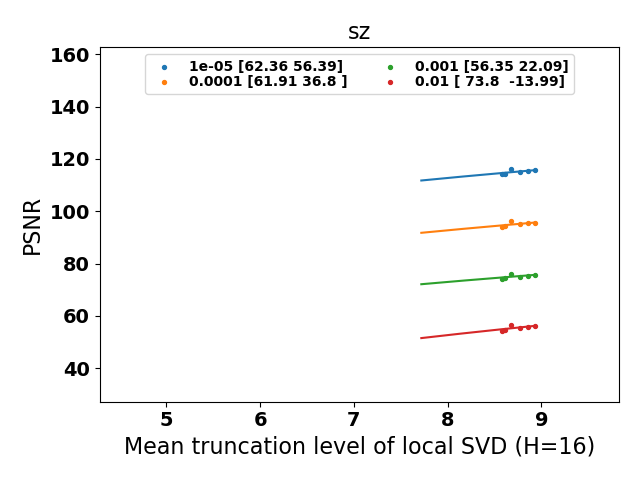 sz
160
140
120
100
80
60
40
PSNR
1e-05 [62.36 56.39]
0.0001 [61.91 36.8 ]
0.001 [56.35 22.09]
0.01 [ 73.8  -13.99]
5 6 7 8 9
Mean truncation level of local SVD (H=16)